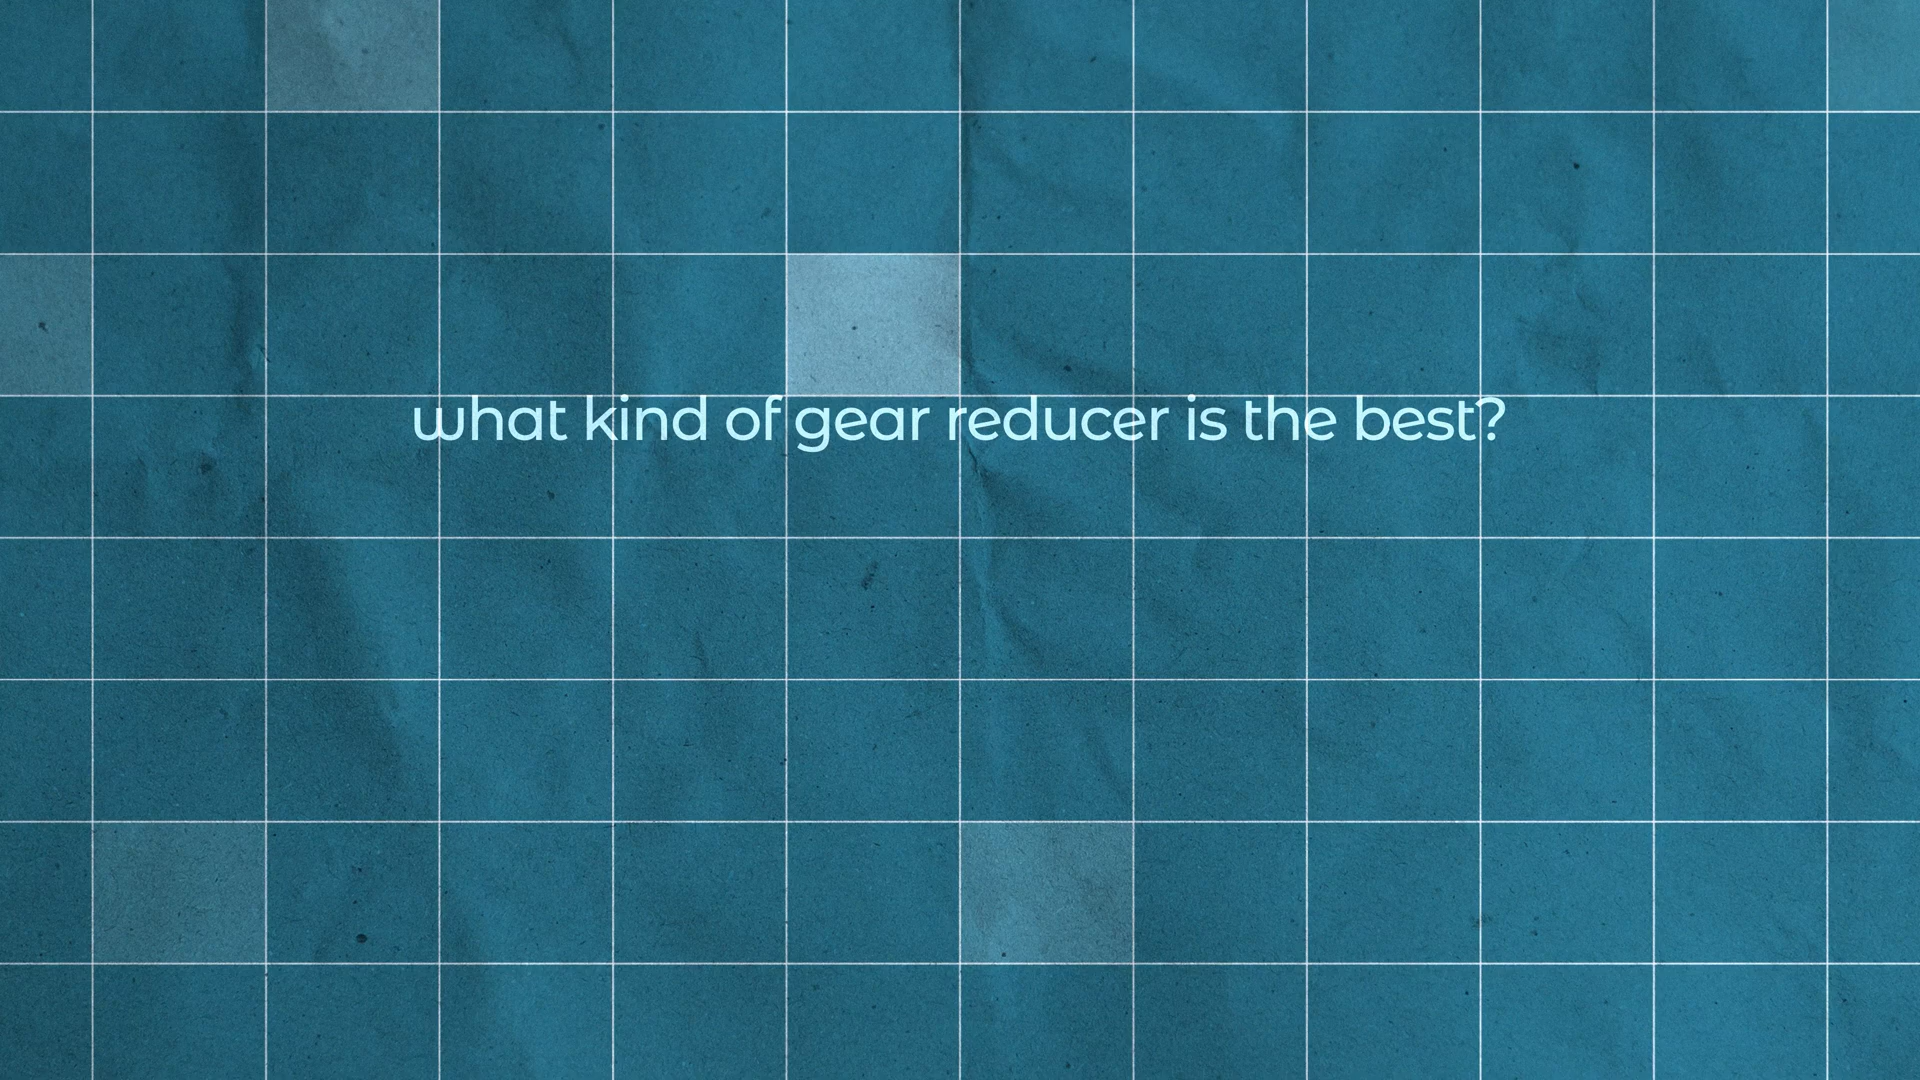 what kind of gear reducer is the best?